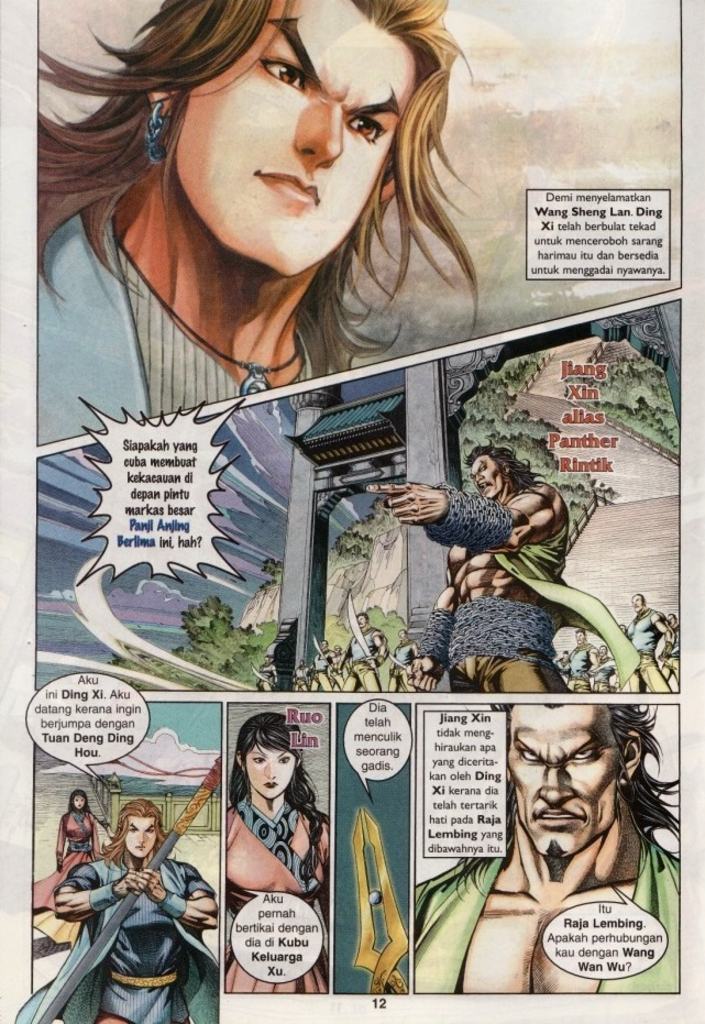 Demi menyelamatkan
Wang Sheng Lan. Ding
Xi telah berbulat tekad
untuk menceroboh sarang
harimau itu dan bersedia
untuk menggadai nyawanya.
Jiang
Xin
alias
Panther
Rintik
Siapakah yang
cuba membuat
kekacauan di
depan pintu
markas besar
Panji Anjing
Berlima ini, hah?
Aku
ini Ding Xi. Aku
datang kerana ingin
berjumpa dengan
Tuan Deng Ding
Hou.
Ruo
Lin
Aku
pernah
bertikai dengan
dia di Kubu
Keluarga
Xu.
Dia
telah
menculik
seorang
gadis.
Jiang Xin
tidak meng-
hiraukan apa
yang dicerita-
kan oleh Ding
Xi kerana dia
telah tertarik
hati pada Raja
Lembing yang
dibawahnya itu.
Itu
Raja Lembing.
Apakah perhubungan
kau dengan Wang
Wan Wu?
12